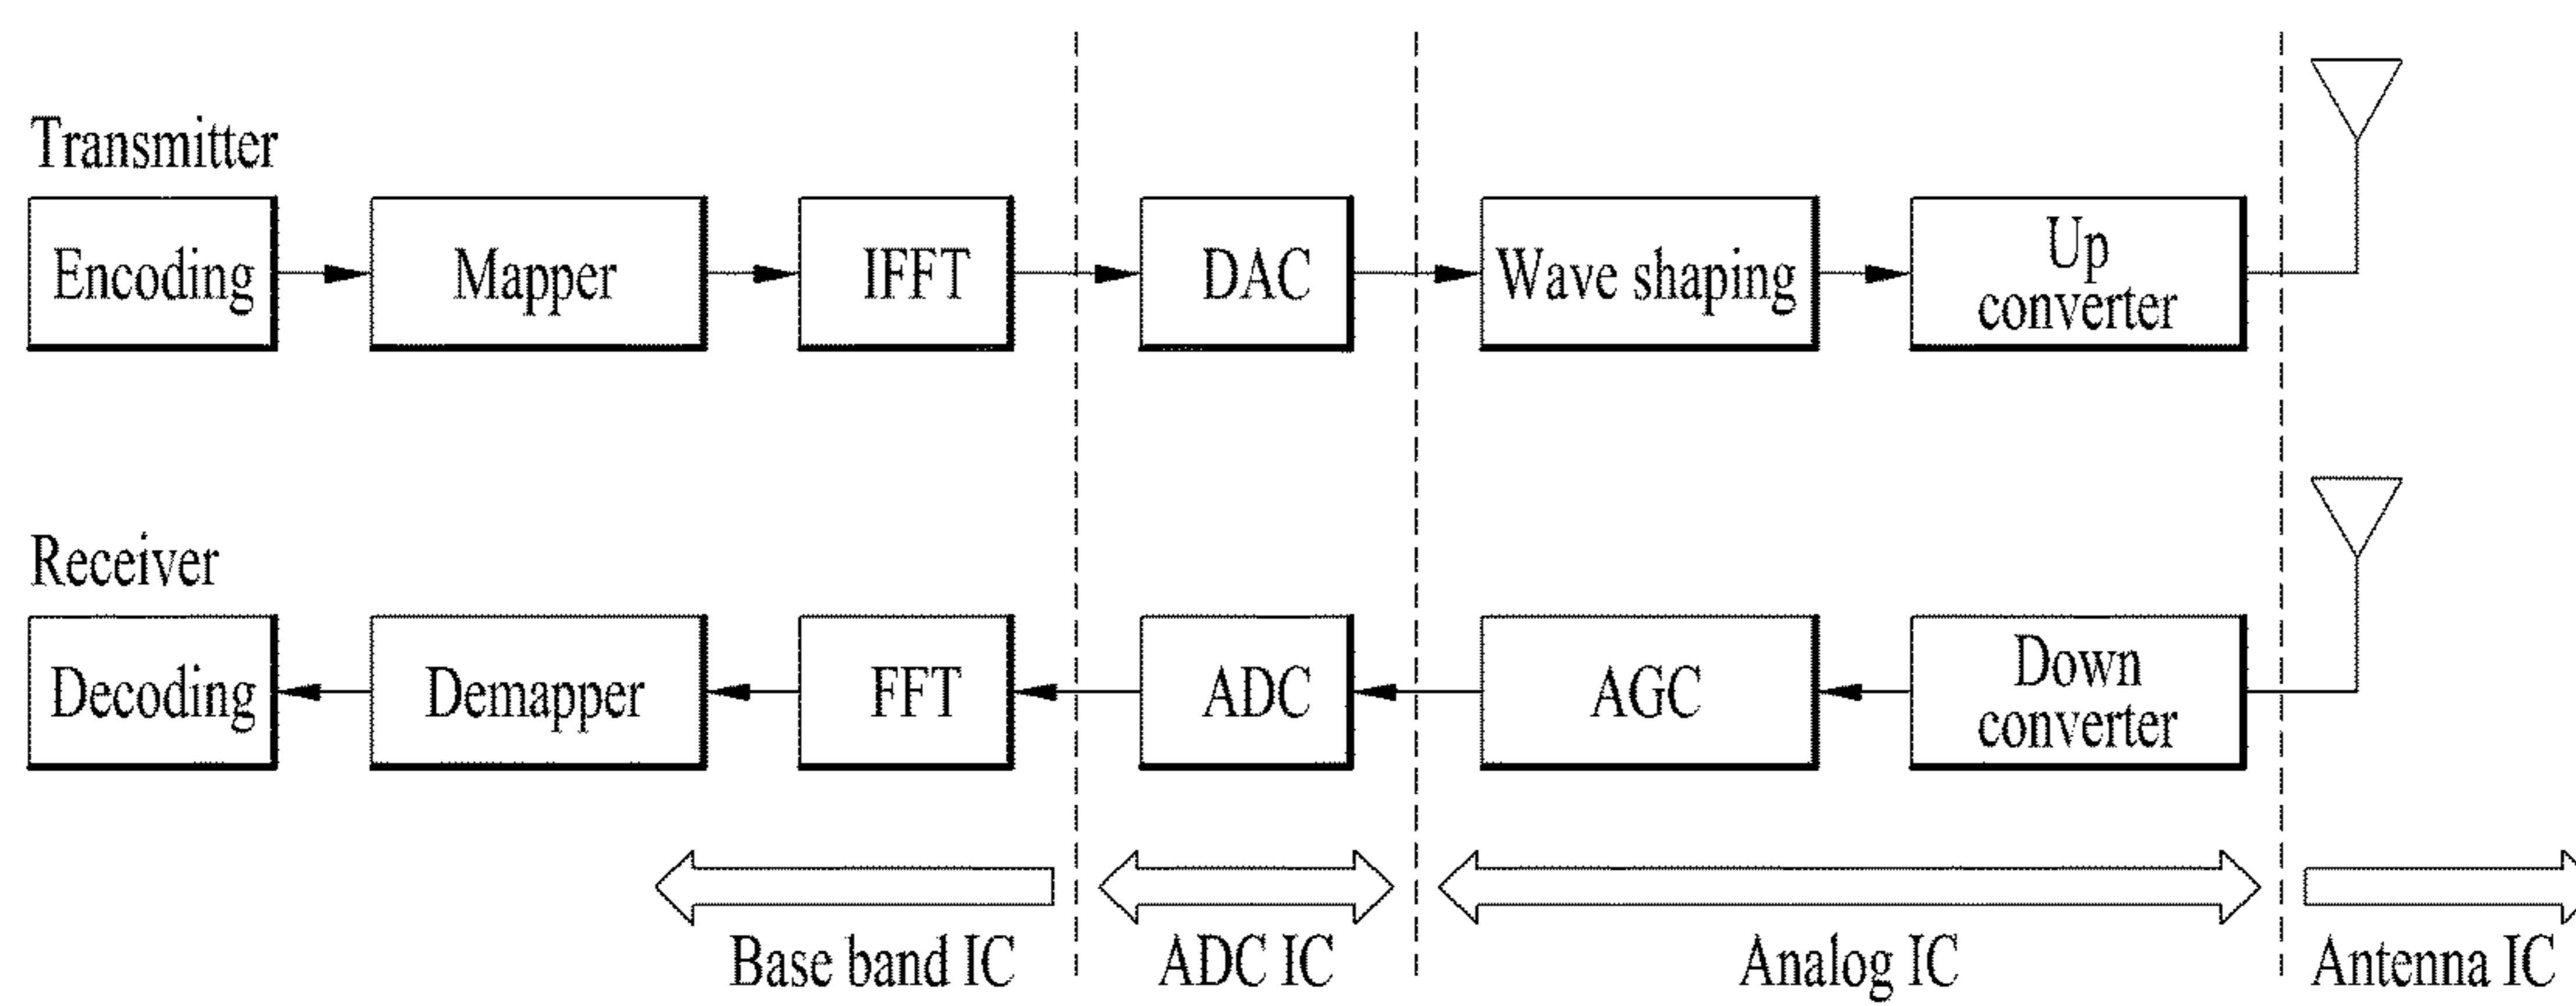 Transmitter
Encoding
Mapper
IFFT
DAC
Wave shaping
Up
converter
Receiver
Decoding
Demapper
FFT
ADC
AGC
Down
converter
Base band IC
ADC IC
Analog IC
Antenna IC